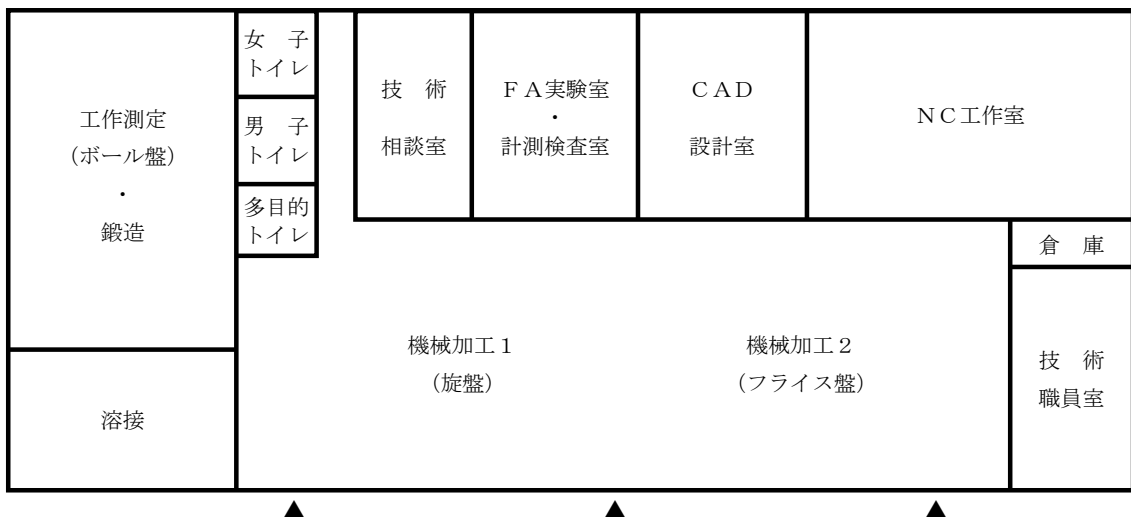 工作測定
(ボール盤)
・
鍛造
溶接
女　子
トイレ
男　子
トイレ
多目的
トイレ
技　術
相談室
ＦＡ実験室
・
計測検査室
ＣＡＤ
設計室
ＮＣ工作室
倉　庫
技　術
職員室
機械加工１
(旋盤)
機械加工２
(フライス盤)